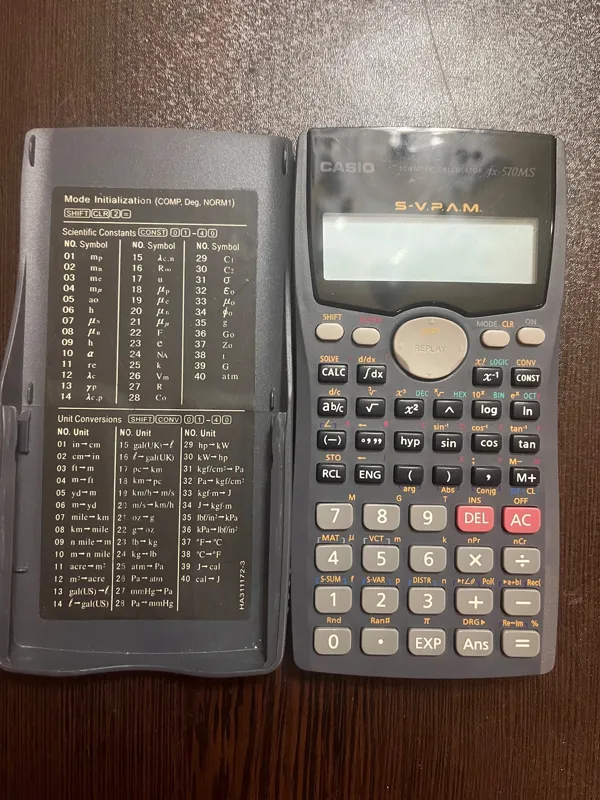 Mode Initialization (COMP, Deg, NORM1)
SHIFT CLR 2 =
Scientific Constants CONST 0 1 - 4 0
NO. Symbol NO. Symbol NO. Symbol
01 mp 15 λc.n 29 C₁
02 mn 16 R∞ 30 C₂
03 me 17 u 31 σ
04 mμ 18 μp 32 ε₀
05 ao 19 μe 33 μ₀
06 h 20 μn 34 ϕ₀
07 μN 21 μμ 35 g
08 μB 22 F 36 Go
09 ħ 23 e 37 Zo
10 α 24 NA 38 t
11 re 25 k 39 G
12 λc 26 Vm 40 atm
13 γp 27 R
14 λc.p 28 Co
Unit Conversions SHIFT CONV 0 1 - 4 0
NO. Unit NO. Unit NO. Unit
01 in→cm 15 gal(UK)→ℓ 29 hp→kW
02 cm→in 16 ℓ→gal(UK) 30 kW→hp
03 ft→m 17 pc→km 31 kgf/cm²→Pa
04 m→ft 18 km→pc 32 Pa→kgf/cm²
05 yd→m 19 km/h→m/s 33 kgf·m→J
06 m→yd 20 m/s→km/h 34 J→kgf·m
07 mile→km 21 oz→g 35 lbf/in²→kPa
08 km→mile 22 g→oz 36 kPa→lbf/in²
09 n mile→m 23 lb→kg 37 °F→°C
10 m→n mile 24 kg→lb 38 °C→°F
11 acre→m² 25 atm→Pa 39 J→cal
12 m²→acre 26 Pa→atm 40 cal→J
13 gal(US)→ℓ 27 mmHg→Pa
14 ℓ→gal(US) 28 Pa→mmHg
HA311172-3
CASIO SCIENTIFIC CALCULATOR fx-570MS
S-V.P.A.M.
SHIFT MODE CLR ON
REPLAY
SOLVE d/dx x! LOGIC CONV
CALC ∫dx x⁻¹ CONST
d/c ³√ x³ DEC ˣ√ HEX 10ˣ BIN eˣ OCT
ab/c √ x² ^ log ln
∠ ← sin⁻¹ cos⁻¹ tan⁻¹
(−) °,,, hyp sin cos tan
STO ← M−
RCL ENG ( ) , M+
arg Abs Conjg CL
M G T INS OFF
7 8 9 DEL AC
MAT μ VCT m k nPr nCr
4 5 6 × ÷
S-SUM f S-VAR p DISTR n ▸r∠θ Pol( ▸a+bi Rec(
1 2 3 + −
Rnd Ran# π DRG▸ Re↔Im %
0 . EXP Ans =